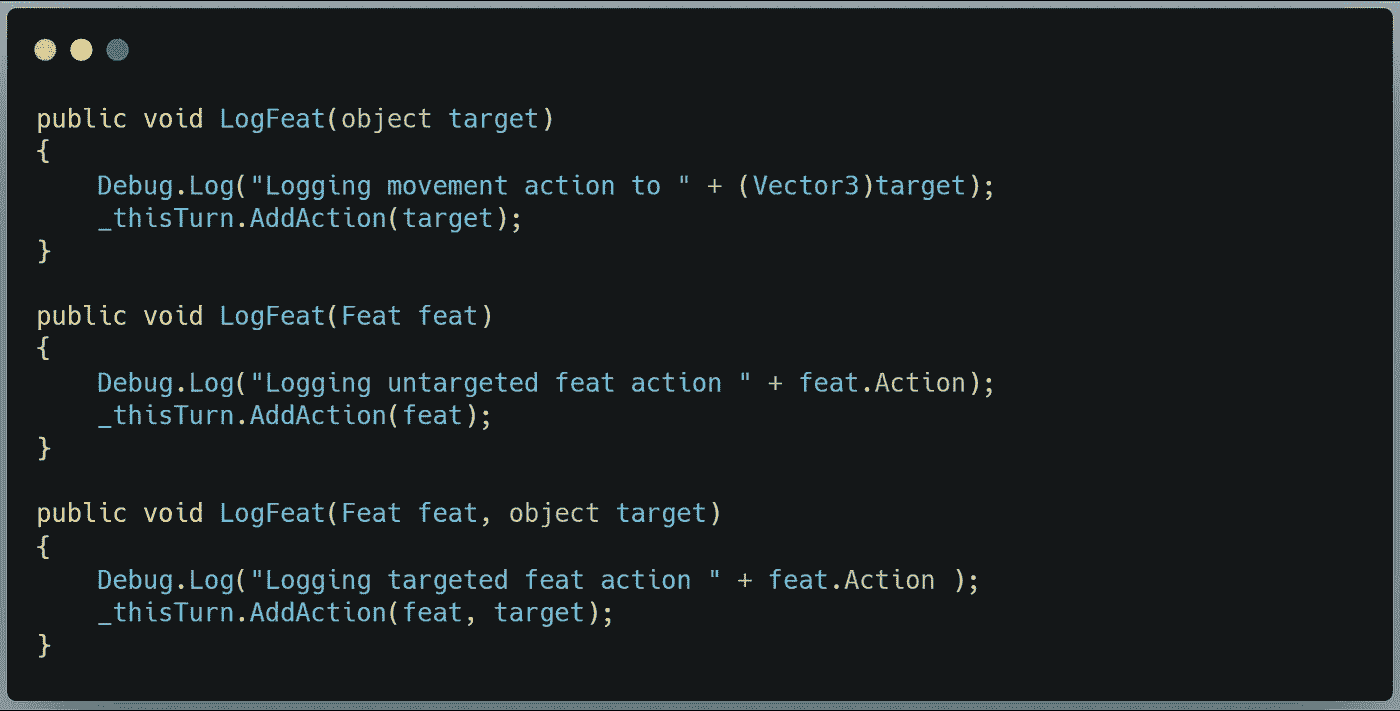 public void LogFeat(object target)
{
    Debug.Log("Logging movement action to " + (Vector3)target);
    _thisTurn.AddAction(target);
}

public void LogFeat(Feat feat)
{
    Debug.Log("Logging untargeted feat action " + feat.Action);
    _thisTurn.AddAction(feat);
}

public void LogFeat(Feat feat, object target)
{
    Debug.Log("Logging targeted feat action " + feat.Action );
    _thisTurn.AddAction(feat, target);
}